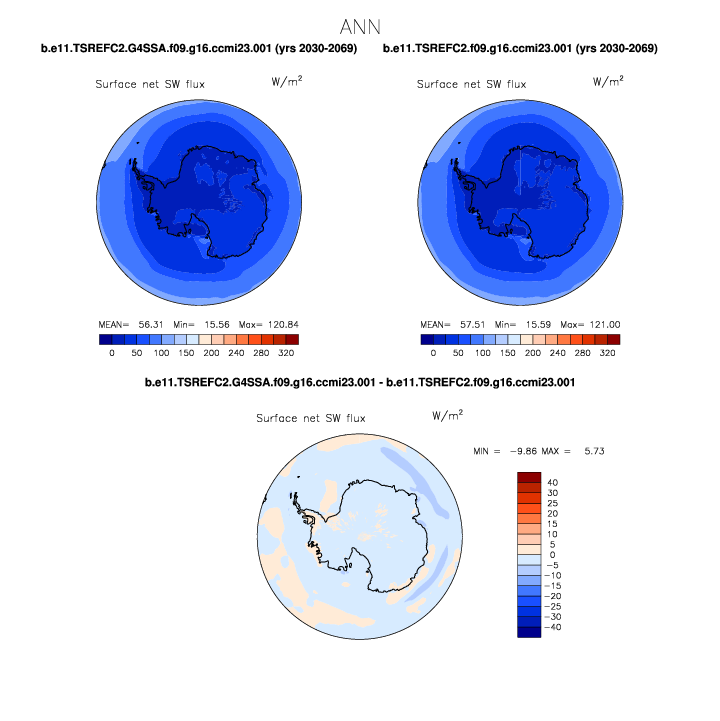 ANN
b.e11.TSREFC2.G4SSA.f09.g16.ccmi23.001 (yrs 2030-2069) b.e11.TSREFC2.f09.g16.ccmi23.001 (yrs 2030-2069)
Surface net SW flux W/m² Surface net SW flux W/m²
MEAN= 56.31 Min= 15.56 Max= 120.84 MEAN= 57.51 Min= 15.59 Max= 121.00
0 50 100 150 200 240 280 320 0 50 100 150 200 240 280 320
b.e11.TSREFC2.G4SSA.f09.g16.ccmi23.001 - b.e11.TSREFC2.f09.g16.ccmi23.001
Surface net SW flux W/m²
MIN = -9.86 MAX = 5.73
40
30
25
20
15
10
5
0
-5
-10
-15
-20
-25
-30
-40